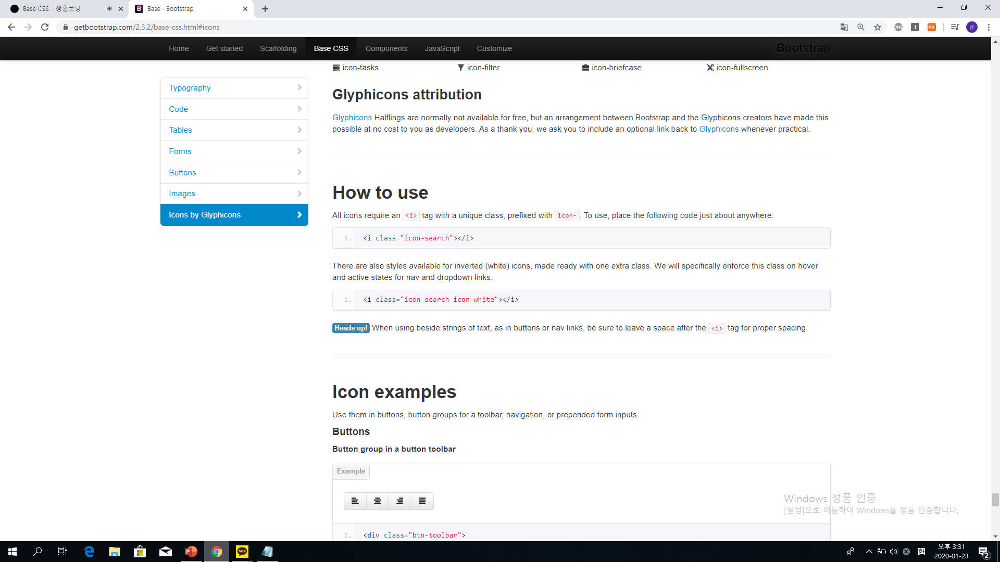 Base CSS - 생활코딩
Base · Bootstrap
getbootstrap.com/2.3.2/base-css.html#icons
남
Home
Get started
Scaffolding
Base CSS
Components
JavaScript
Customize
Bootstrap
Typography
Code
Tables
Forms
Buttons
Images
Icons by Glyphicons
icon-tasks
icon-filter
icon-briefcase
icon-fullscreen
Glyphicons attribution
Glyphicons Halflings are normally not available for free, but an arrangement between Bootstrap and the Glyphicons creators have made this
possible at no cost to you as developers. As a thank you, we ask you to include an optional link back to Glyphicons whenever practical.
How to use
All icons require an <i> tag with a unique class, prefixed with icon-. To use, place the following code just about anywhere:
1. <i class="icon-search"></i>
There are also styles available for inverted (white) icons, made ready with one extra class. We will specifically enforce this class on hover
and active states for nav and dropdown links.
1. <i class="icon-search icon-white"></i>
Heads up! When using beside strings of text, as in buttons or nav links, be sure to leave a space after the <i> tag for proper spacing.
Icon examples
Use them in buttons, button groups for a toolbar, navigation, or prepended form inputs.
Buttons
Button group in a button toolbar
Example
1. <div class="btn-toolbar">
Windows 정품 인증
[설정]으로 이동하여 Windows를 정품 인증합니다.
TALK
한
오후 3:31
2020-01-23
2